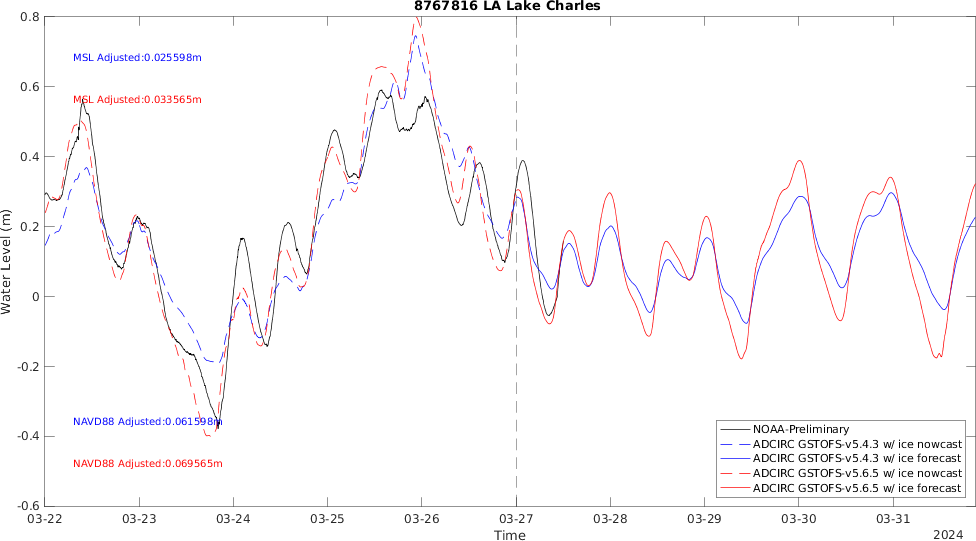 8767816 LA Lake Charles
0.8
MSL Adjusted:0.025598m
0.6
MSL Adjusted:0.033565m
0.4
0.2
Water Level (m)
0
-0.2
NAVD88 Adjusted:0.061598m
-0.4
NAVD88 Adjusted:0.069565m
-0.6
NOAA-Preliminary
ADCIRC GSTOFS-v5.4.3 w/ ice nowcast
ADCIRC GSTOFS-v5.4.3 w/ ice forecast
ADCIRC GSTOFS-v5.6.5 w/ ice nowcast
ADCIRC GSTOFS-v5.6.5 w/ ice forecast
03-22 03-23 03-24 03-25 03-26 03-27 03-28 03-29 03-30 03-31
Time
2024